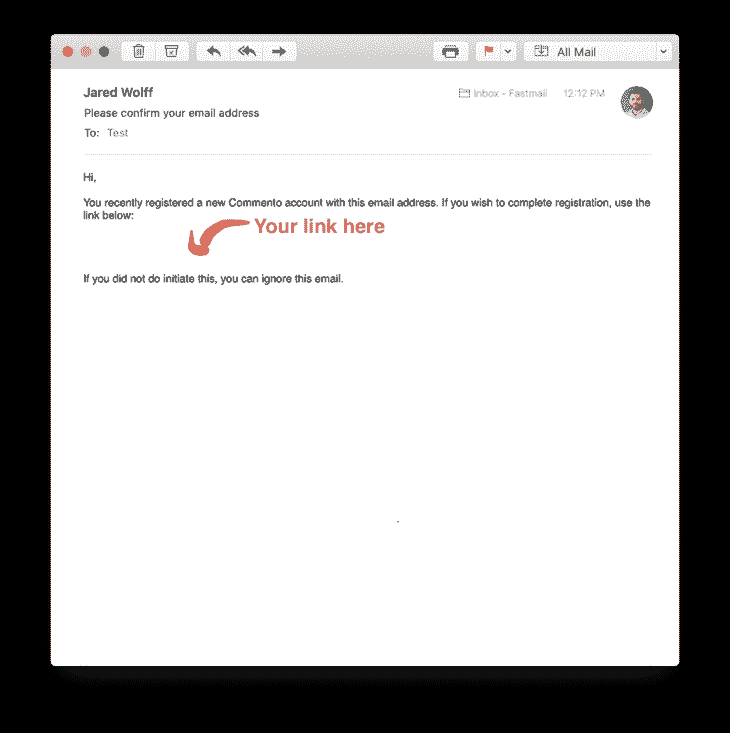 All Mail
Jared Wolff
Inbox - Fastmail 12:12 PM
Please confirm your email address
To: Test
Hi,
You recently registered a new Commento account with this email address. If you wish to complete registration, use the
link below:
Your link here
If you did not do initiate this, you can ignore this email.